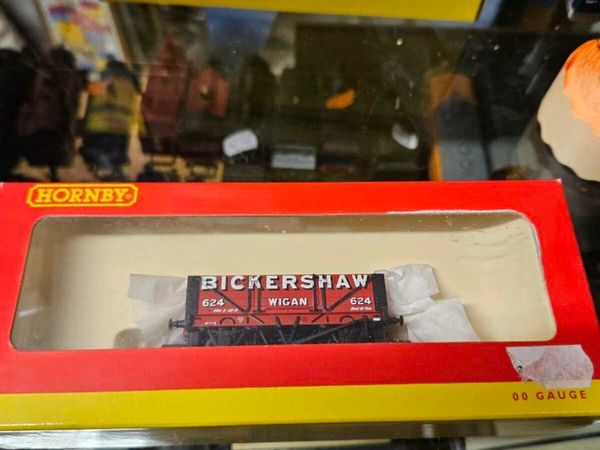 HORNBY
BICKERSHAW
624 WIGAN 624
00 GAUGE